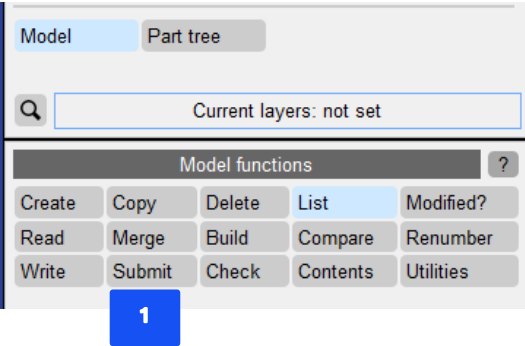 Model Part tree
Current layers: not set
Model functions ?
Create Copy Delete List Modified?
Read Merge Build Compare Renumber
Write Submit Check Contents Utilities
1